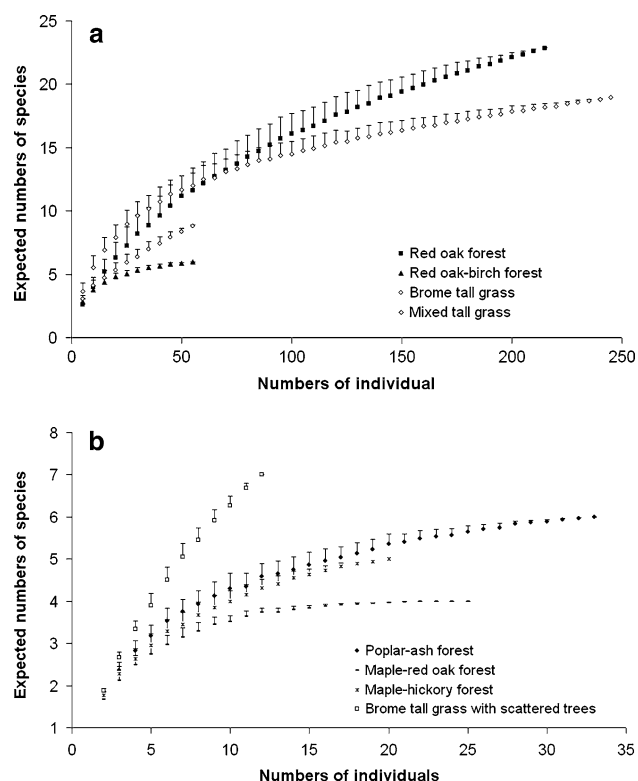 a
Expected numbers of species
25
20
15
10
5
0
0 50 100 150 200 250
Numbers of individual
Red oak forest
Red oak-birch forest
Brome tall grass
Mixed tall grass
b
Expected numbers of species
8
7
6
5
4
3
2
1
0 5 10 15 20 25 30 35
Numbers of individuals
Poplar-ash forest
Maple-red oak forest
Maple-hickory forest
Brome tall grass with scattered trees